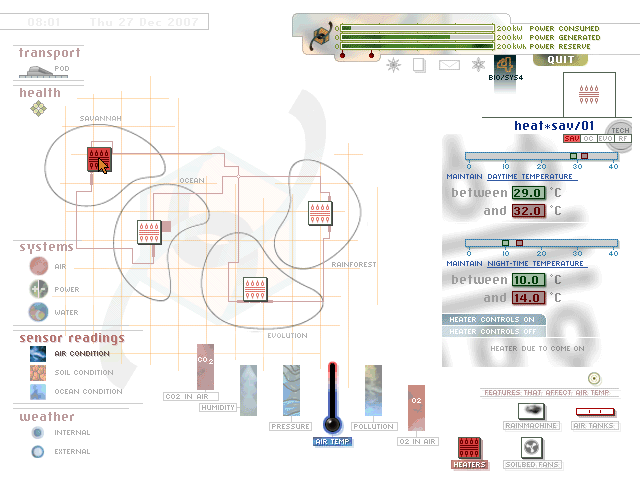 08:01 Thu 27 Dec 2007
200 kW POWER CONSUMED
200 kW POWER GENERATED
200 kWh POWER RESERVE
transport
POD
BIO/SYS4
QUIT
health
SAVANNAH
heat*sav/01
TECH
SAV OC EVO RF
0 10 20 30 40
MAINTAIN DAYTIME TEMPERATURE
between 29.0 °C
and 32.0 °C
OCEAN
RAINFOREST
EVOLUTION
0 10 20 30 40
MAINTAIN NIGHT-TIME TEMPERATURE
between 10.0 °C
and 14.0 °C
HEATER CONTROLS ON
HEATER CONTROLS OFF
HEATER DUE TO COME ON
systems
AIR
POWER
WATER
sensor readings
AIR CONDITION
SOIL CONDITION
OCEAN CONDITION
weather
INTERNAL
EXTERNAL
CO2
CO2 IN AIR
HUMIDITY
PRESSURE
AIR TEMP
POLLUTION
O2
O2 IN AIR
FEATURES THAT AFFECT AIR TEMP
RAINMACHINE
AIR TANKS
HEATERS
SOILBED FANS